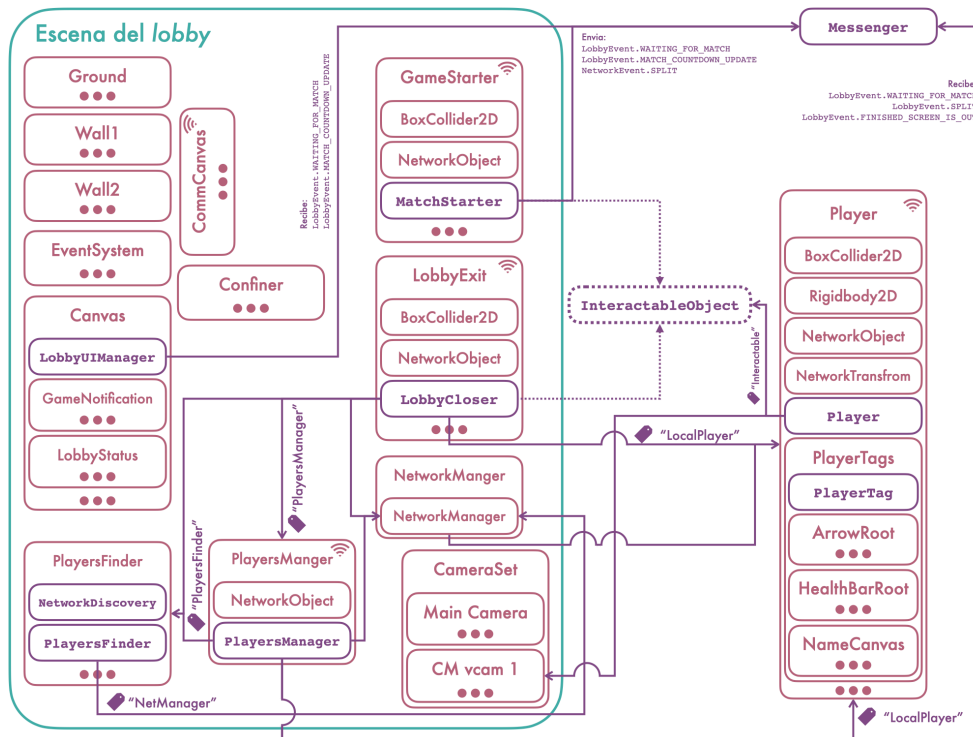 Escena del lobby
Ground
Wall1
Wall2
EventSystem
CommCanvas
Confiner
Canvas
LobbyUIManager
GameNotification
LobbyStatus
Recibe:
LobbyEvent.WAITING_FOR_MATCH
LobbyEvent.MATCH_COUNTDOWN_UPDATE
GameStarter
BoxCollider2D
NetworkObject
MatchStarter
LobbyExit
BoxCollider2D
NetworkObject
LobbyCloser
NetworkManger
NetworkManager
CameraSet
Main Camera
CM vcam 1
PlayersFinder
NetworkDiscovery
PlayersFinder
"NetManager"
"PlayersFinder"
"PlayersManager"
PlayersManger
NetworkObject
PlayersManager
Messenger
Envia:
LobbyEvent.WAITING_FOR_MATCH
LobbyEvent.MATCH_COUNTDOWN_UPDATE
NetworkEvent.SPLIT
Recibe
LobbyEvent.WAITING_FOR_MATCH
LobbyEvent.SPLIT
LobbyEvent.FINISHED_SCREEN_IS_OU
InteractableObject
"Interactable"
"LocalPlayer"
Player
BoxCollider2D
Rigidbody2D
NetworkObject
NetworkTransfrom
Player
PlayerTags
PlayerTag
ArrowRoot
HealthBarRoot
NameCanvas
"LocalPlayer"